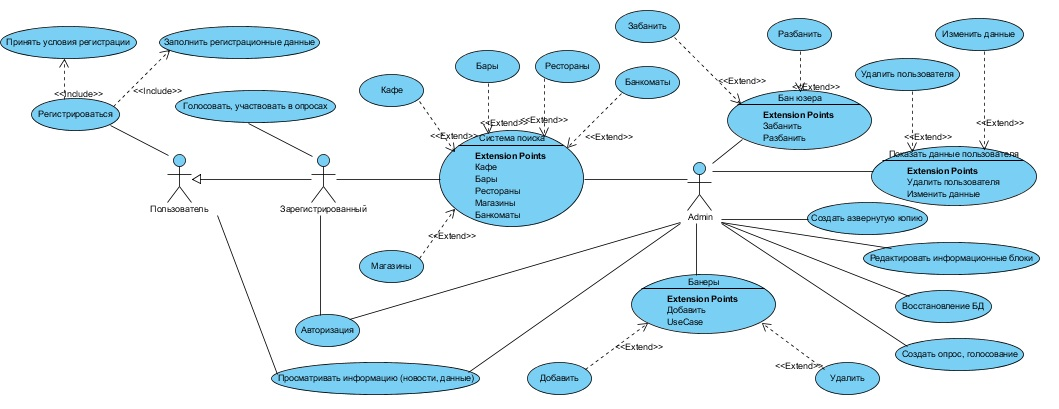 Забанить
Разбанить
Изменить данные
Принять условия регистрации
Заполнить регистрационные данные
Бары
Рестораны
Удалить пользователя
Кафе
Банкоматы
<<Extend>>
<<Extend>>
<<Include>>
<<Include>>
Голосовать, участвовать в опросах
Бан юзера
Extension Points
Забанить
Разбанить
Регистрироваться
<<Extend>>
<<Extend>>
<<Extend>>
<<Extend>>
<<Extend>>
<<Extend>>
Система поиска
Extension Points
Кафе
Бары
Рестораны
Магазины
Банкоматы
Показать данные пользователя
Extension Points
Удалить пользователя
Изменить данные
Пользователь
Зарегистрированный
Admin
Создать азвернутую копию
<<Extend>>
Магазины
Редактировать информационные блоки
Банеры
Extension Points
Добавить
UseCase
Восстановление БД
Авторизация
<<Extend>>
<<Extend>>
Создать опрос, голосование
Просматривать информацию (новости, данные)
Добавить
Удалить